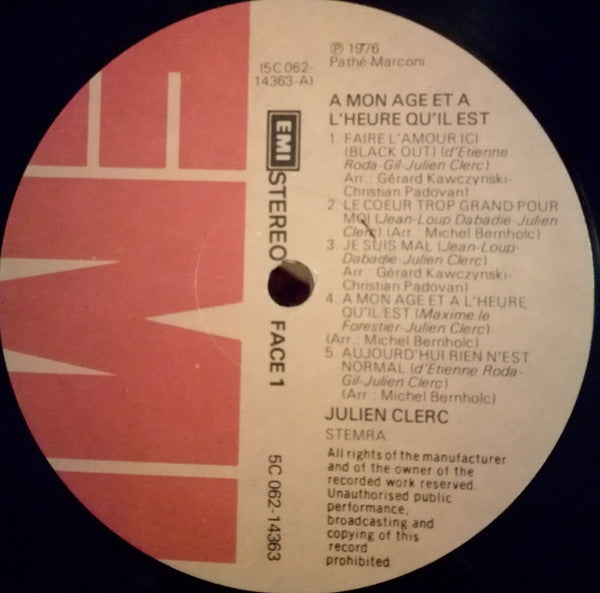 (5C 062-
14363-A)
℗ 1976
Pathé Marconi
A MON AGE ET A
L'HEURE QU'IL EST
1. FAIRE L'AMOUR ICI
(BLACK OUT) (d'Etienne
Roda-Gil-Julien Clerc)
Arr.: Gérard Kawczynski-
Christian Padovan)
2. LE COEUR TROP GRAND POUR
MOI (Jean-Loup Dabadie-Julien
Clerc) (Arr.: Michel Bernholc)
3. JE SUIS MAL (Jean-Loup
Dabadie-Julien Clerc)
Arr.: Gérard Kawczynski-
Christian Padovan)
4. A MON AGE ET A L'HEURE
QU'IL EST (Maxime le
Forestier-Julien Clerc)
(Arr.: Michel Bernholc)
5. AUJOURD'HUI RIEN N'EST
NORMAL (d'Etienne Roda-
Gil-Julien Clerc)
(Arr.: Michel Bernholc)
JULIEN CLERC
STEMRA
All rights of the manufacturer
and of the owner of the
recorded work reserved.
Unauthorised public
performance,
broadcasting and
copying of this
record
prohibited
EMI STEREO FACE 1 5C 062-14363
EMI